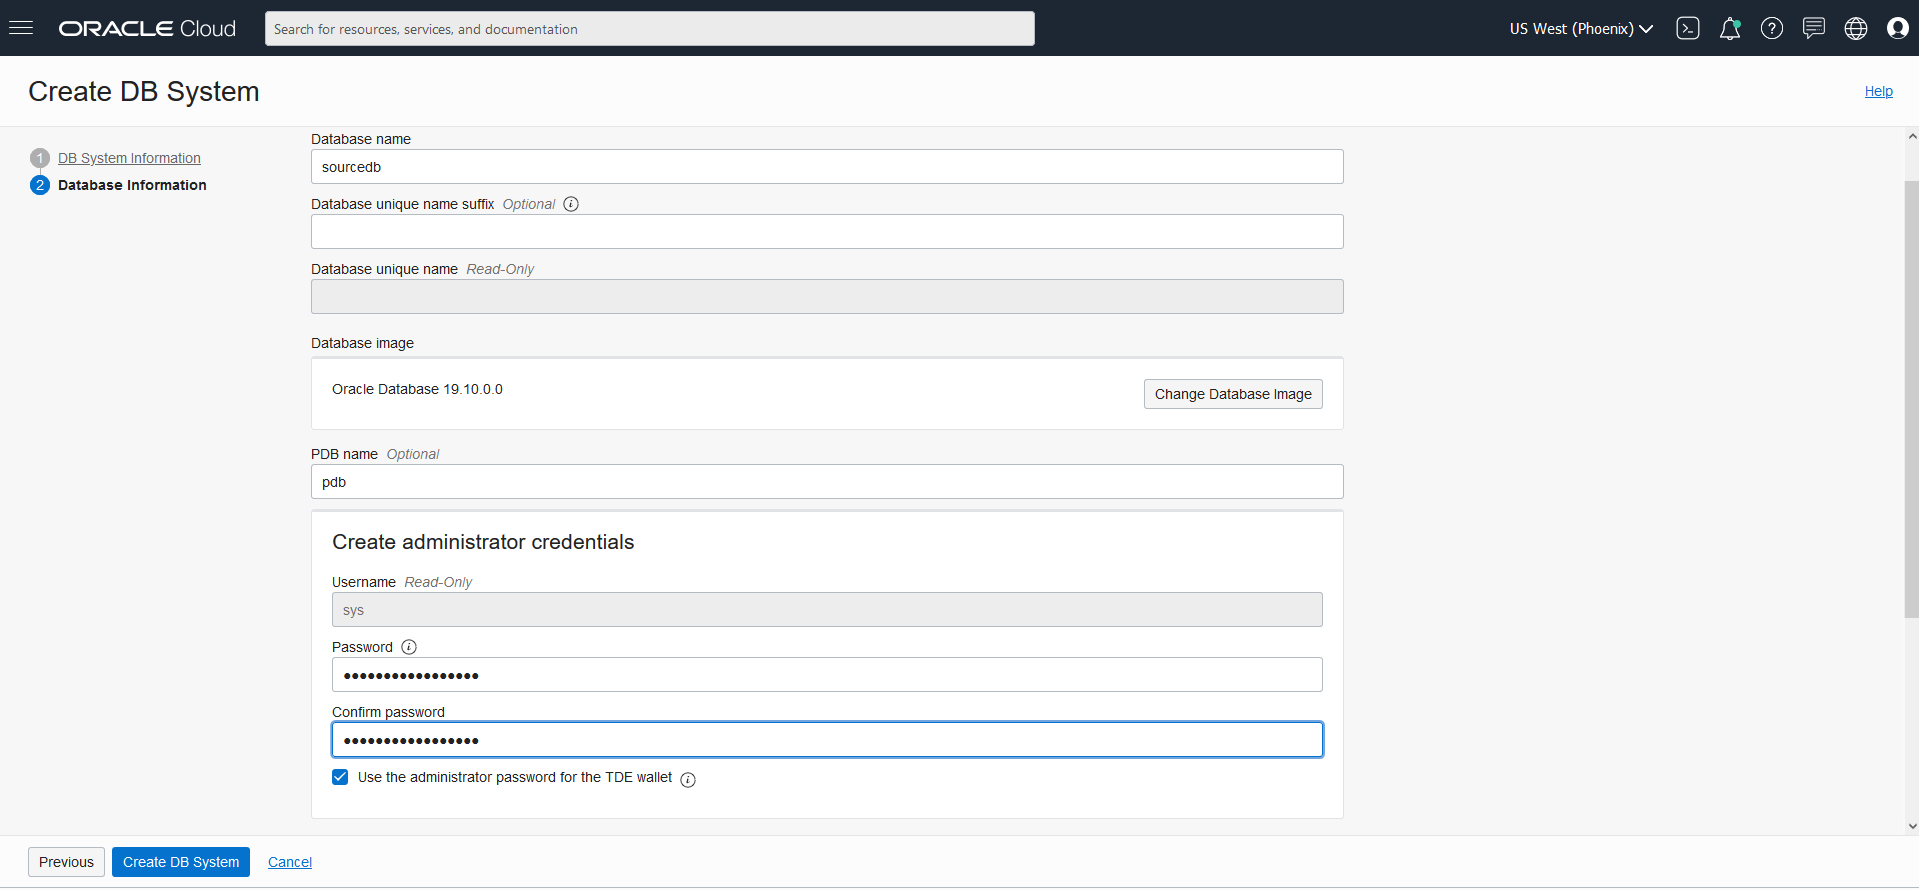 ORACLE Cloud
Search for resources, services, and documentation
US West (Phoenix)
Create DB System
Help
1 DB System Information
2 Database Information
Database name
sourcedb
Database unique name suffix Optional
Database unique name Read-Only
Database image
Oracle Database 19.10.0.0
Change Database Image
PDB name Optional
pdb
Create administrator credentials
Username Read-Only
sys
Password
•••••••••••••••••
Confirm password
•••••••••••••••••
Use the administrator password for the TDE wallet
Previous
Create DB System
Cancel